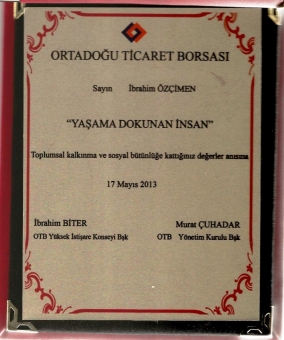 ORTADOĞU TİCARET BORSASI
Sayın İbrahim ÖZÇİMEN
“YAŞAMA DOKUNAN İNSAN”
Toplumsal kalkınma ve sosyal bütünlüğe kattığınız değerler anısına
17 Mayıs 2013
İbrahim BİTER Murat ÇUHADAR
OTB Yüksek İstişare Konseyi Bşk OTB Yönetim Kurulu Bşk